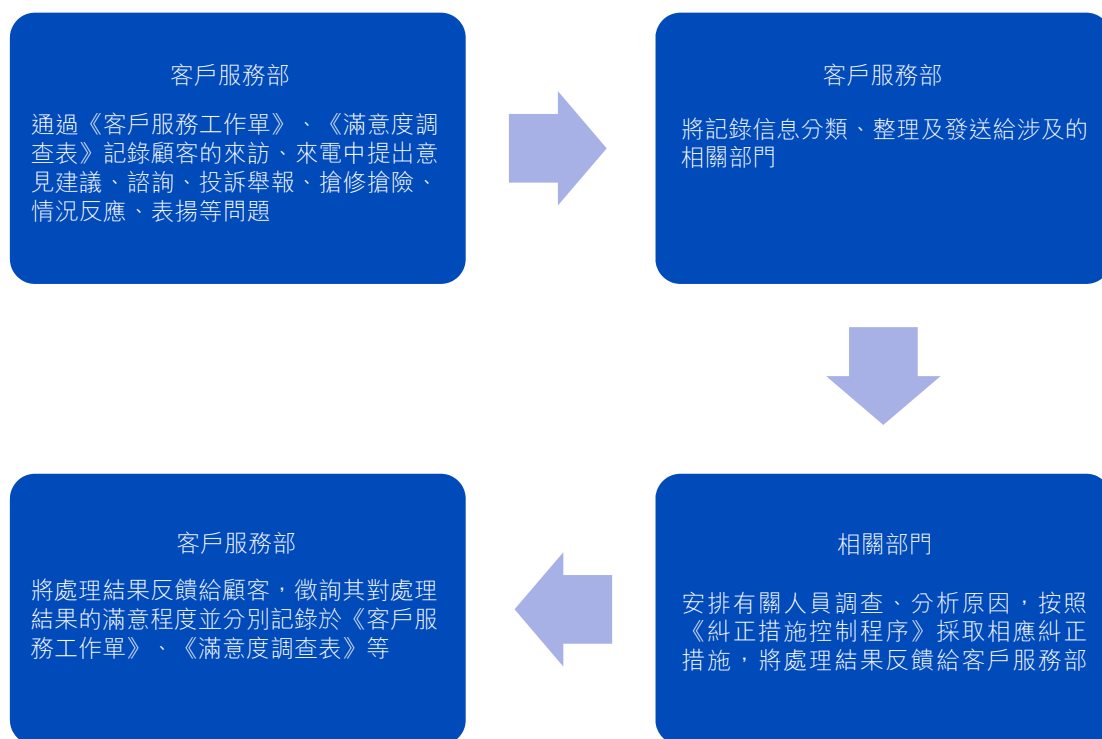 客戶服務部
通過《客戶服務工作單》、《滿意度調
查表》記錄顧客的來訪、來電中提出意
見建議、諮詢、投訴舉報、搶修搶險、
情況反應、表揚等問題
客戶服務部
將記錄信息分類、整理及發送給涉及的
相關部門
相關部門
安排有關人員調查、分析原因，按照
《糾正措施控制程序》採取相應糾正
措施，將處理結果反饋給客戶服務部
客戶服務部
將處理結果反饋給顧客，徵詢其對處理
結果的滿意程度並分別記錄於《客戶服
務工作單》、《滿意度調查表》等